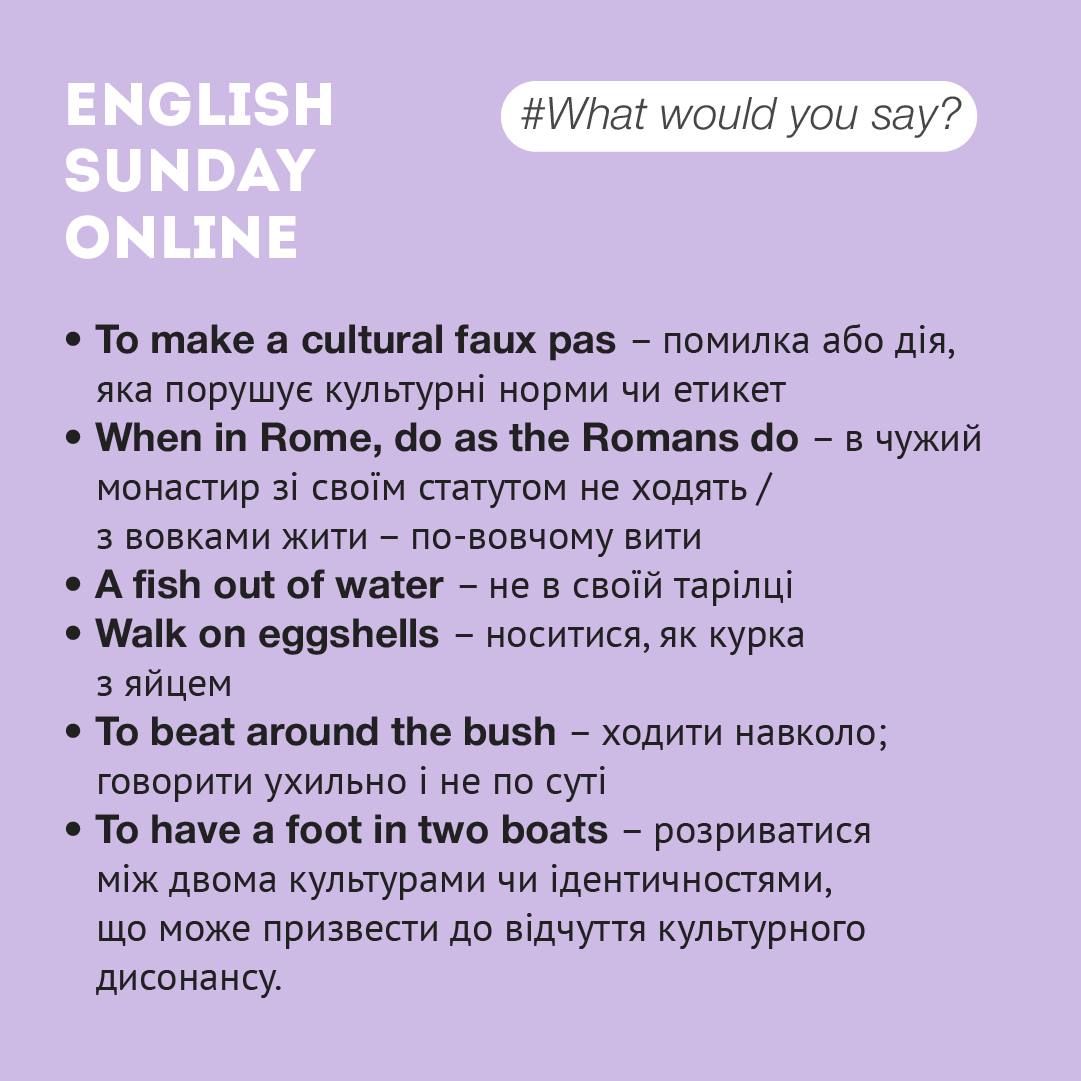 ENGLISH
SUNDAY
ONLINE
#What would you say?
• To make a cultural faux pas – помилка або дія,
яка порушує культурні норми чи етикет
• When in Rome, do as the Romans do – в чужий
монастир зі своїм статутом не ходять /
з вовками жити – по-вовчому вити
• A fish out of water – не в своїй тарілці
• Walk on eggshells – носитися, як курка
з яйцем
• To beat around the bush – ходити навколо;
говорити ухильно і не по суті
• To have a foot in two boats – розриватися
між двома культурами чи ідентичностями,
що може призвести до відчуття культурного
дисонансу.